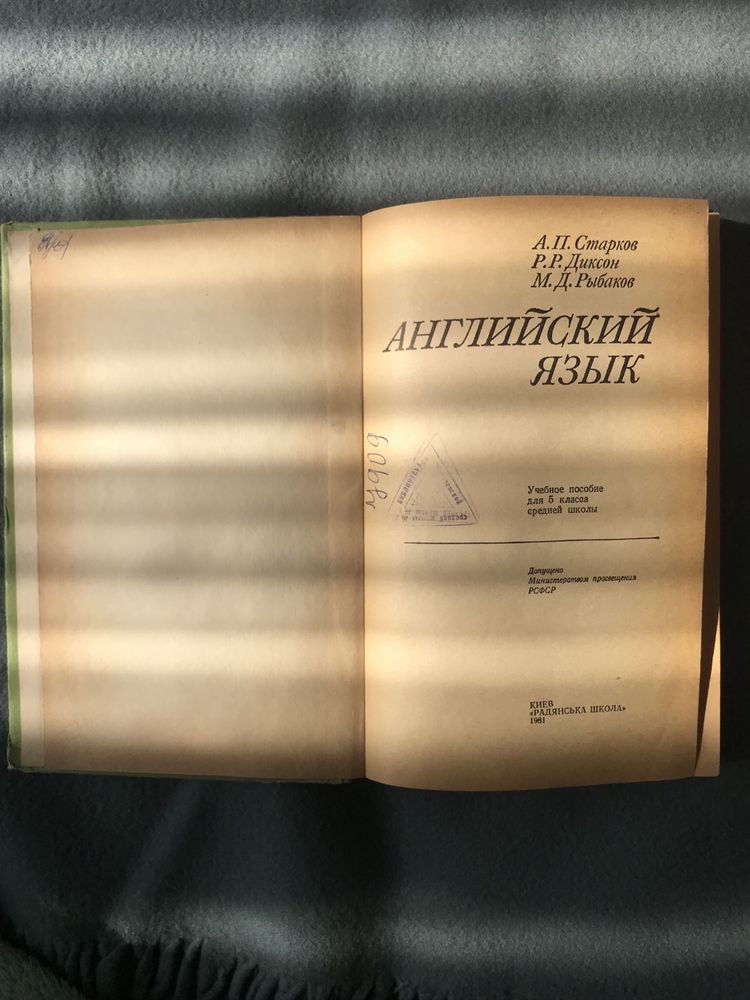 А. П. Старков
Р. Р. Диксон
М. Д. Рыбаков
АНГЛИЙСКИЙ
ЯЗЫК
У909
Учебное пособие
для 5 класса
средней школы
Допущено
Министерством просвещения
РСФСР
КИЕВ
«РАДЯНСЬКА ШКОЛА»
1981